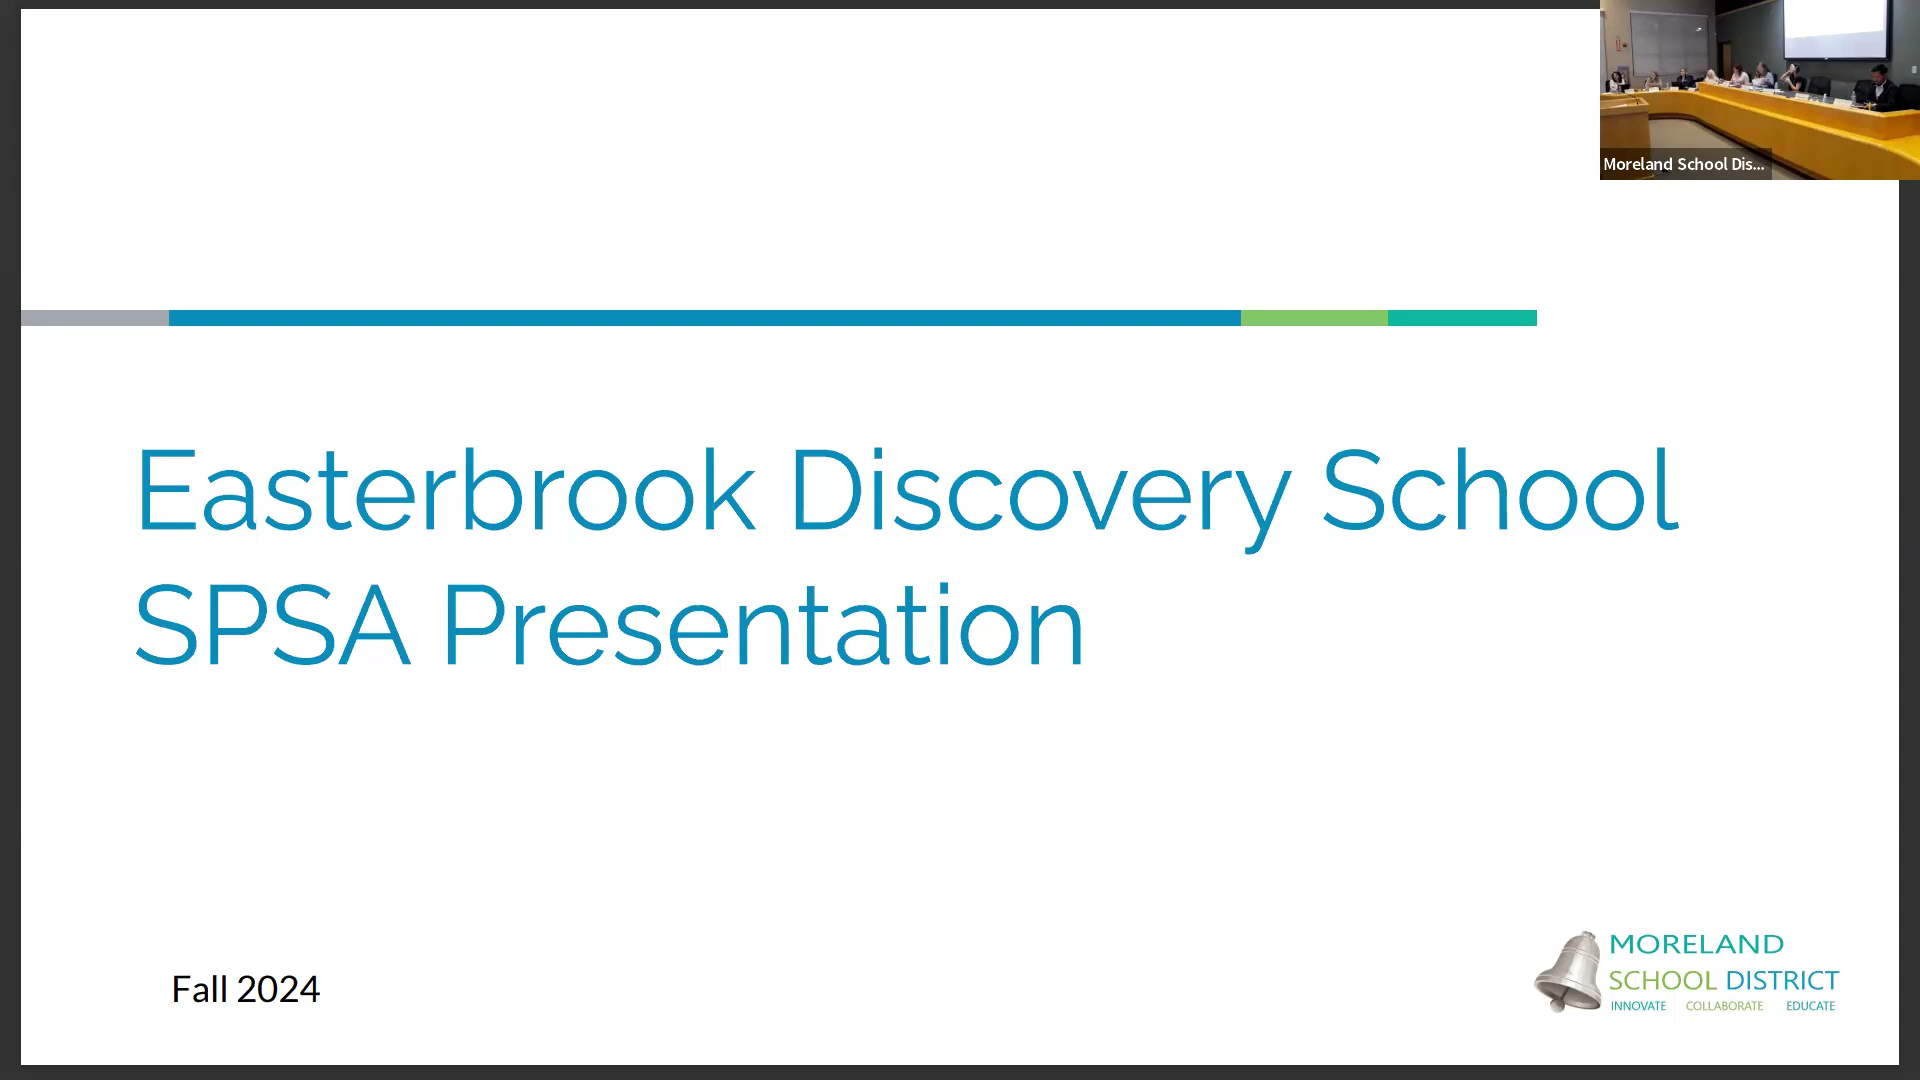 Moreland School Dis...
Easterbrook Discovery School
SPSA Presentation
Fall 2024
MORELAND
SCHOOL DISTRICT
INNOVATE COLLABORATE EDUCATE